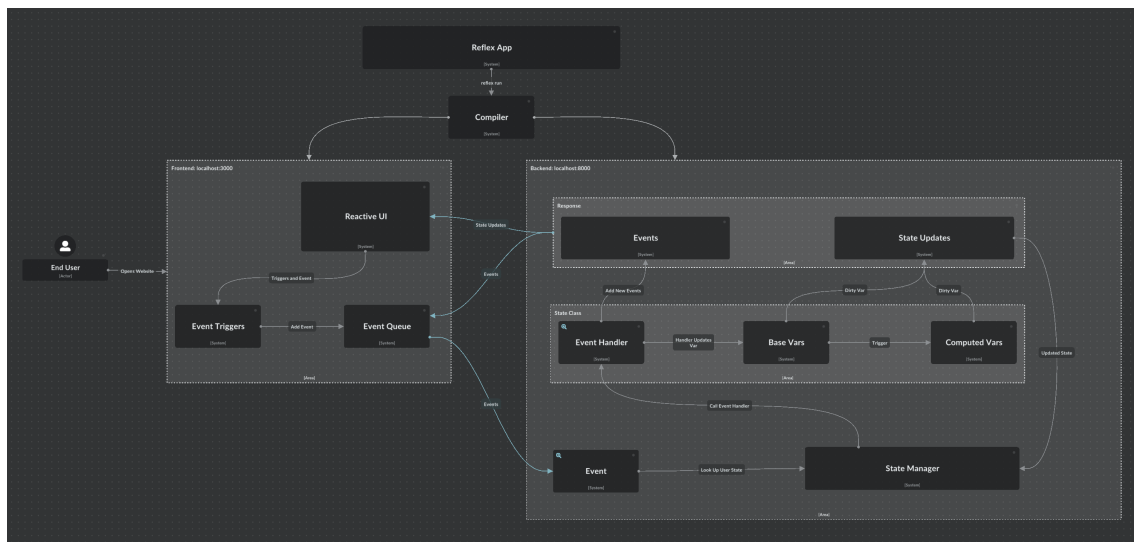 Reflex App
[System]
reflex run
Compiler
[System]
Frontend: localhost:3000
Reactive UI
[System]
Triggers and Event
Event Triggers
[System]
Add Event
Event Queue
[System]
[Area]
End User
[Actor]
Opens Website
State Updates
Events
Events
Backend: localhost:8000
Response
Events
[System]
State Updates
[System]
[Area]
Add New Events
Dirty Var
Dirty Var
State Class
Event Handler
[System]
Handler Updates
Var
Base Vars
[System]
Trigger
Computed Vars
[System]
[Area]
Updated State
Call Event Handler
Event
[System]
Look Up User State
State Manager
[System]
[Area]